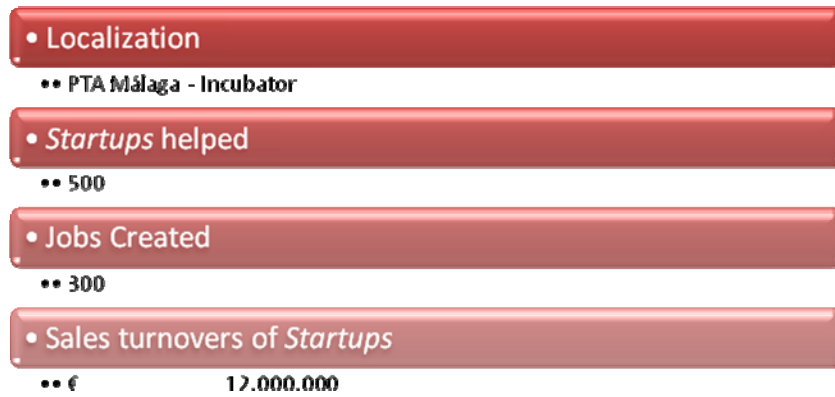 • Localization
•• PTA Málaga - Incubator
• Startups helped
•• 500
• Jobs Created
•• 300
• Sales turnovers of Startups
•• € 12.000.000